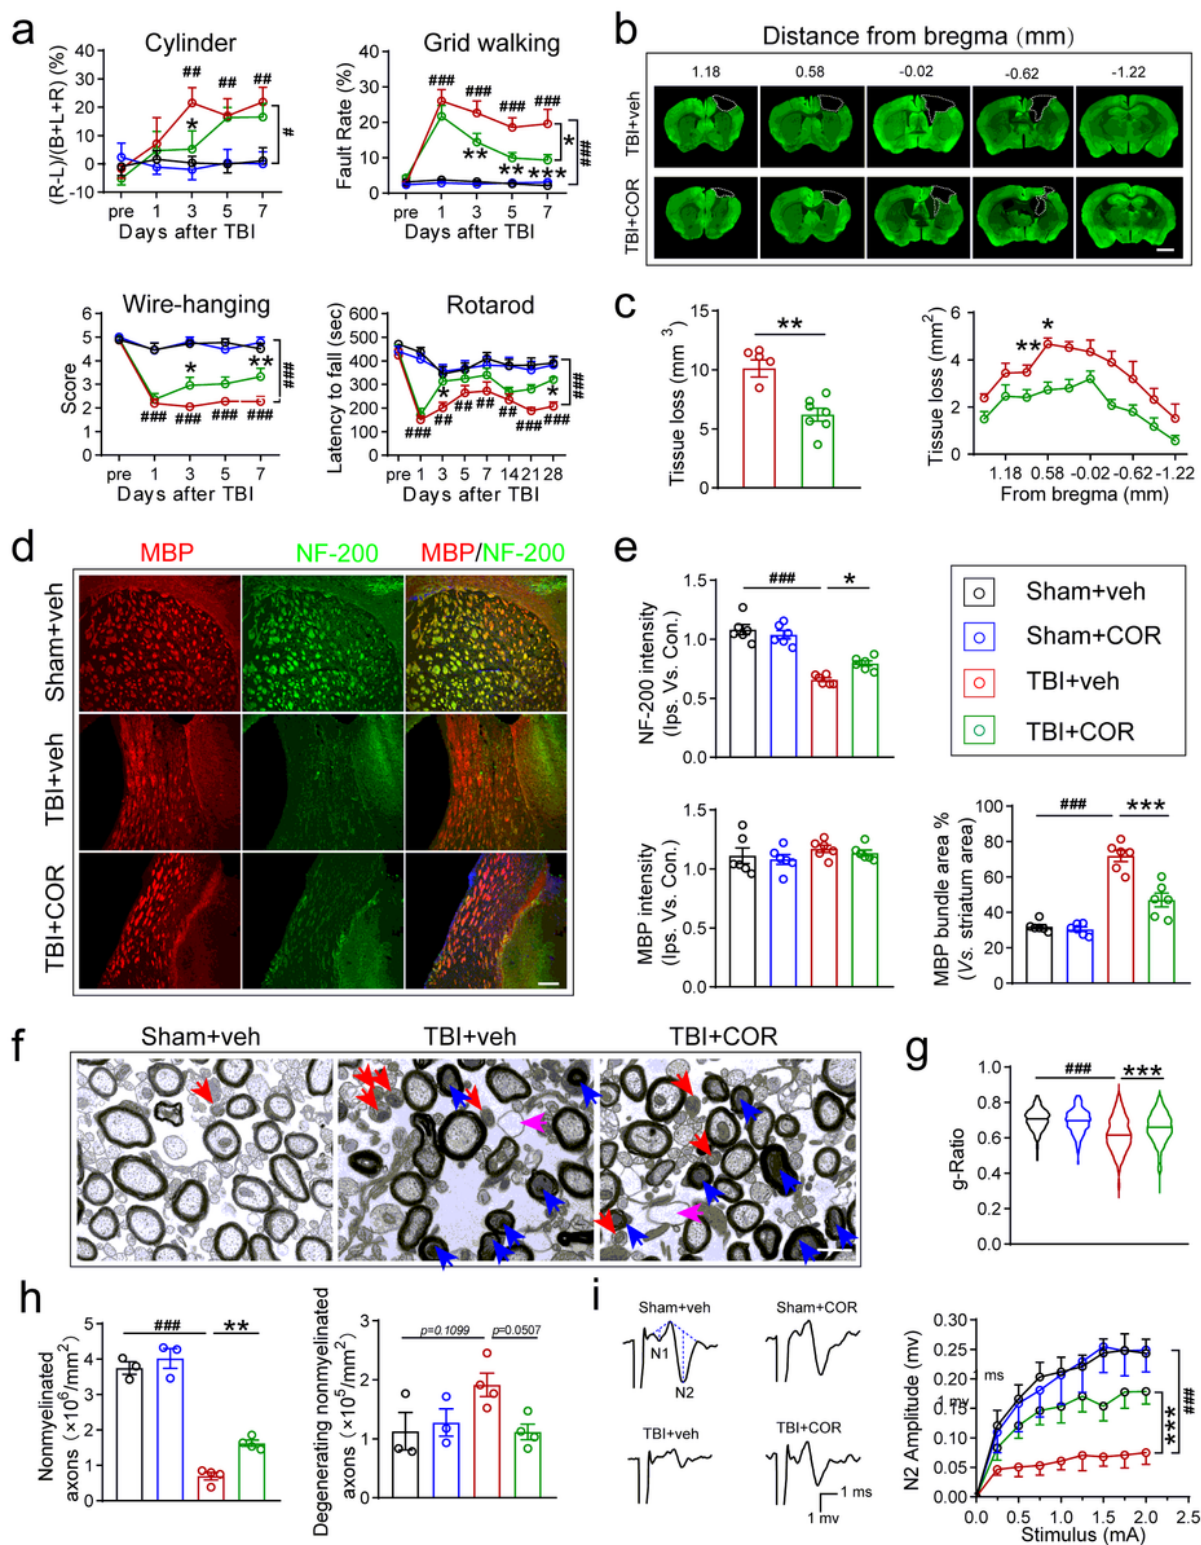 a
Cylinder
(R-L)/(B+L+R) (%)
40
30
20
10
0
-10
## ## ##
*
#
pre 1 3 5 7
Days after TBI
Grid walking
Fault Rate (%)
40
30
20
10
0
### ### ### ###
** ** ***
*
###
pre 1 3 5 7
Days after TBI
Wire-hanging
Score
6
5
4
3
2
1
0
* **
### ### ### ###
###
pre 1 3 5 7
Days after TBI
Rotarod
Latency to fall (sec)
600
500
400
300
200
100
0
* *
### ## ## ## ## ### ###
###
pre 1 3 5 7 14 21 28
Days after TBI
b
Distance from bregma (mm)
1.18 0.58 -0.02 -0.62 -1.22
TBI+veh
TBI+COR
c
Tissue loss (mm 3)
15
10
5
0
**
Tissue loss (mm²)
6
4
2
0
** *
1.18 0.58 -0.02 -0.62 -1.22
From bregma (mm)
d
MBP NF-200 MBP/NF-200
Sham+veh
TBI+veh
TBI+COR
e
NF-200 intensity
(Ips. Vs. Con.)
1.5
1.0
0.5
0.0
### *
Sham+veh
Sham+COR
TBI+veh
TBI+COR
MBP intensity
(Ips. Vs. Con.)
1.5
1.0
0.5
0.0
MBP bundle area %
(Vs. striatum area)
100
80
60
40
20
0
### ***
f
Sham+veh TBI+veh TBI+COR
g
g-Ratio
1.0
0.8
0.6
0.4
0.2
0.0
### ***
h
Nonmyelinated
axons (×10⁶/mm²)
5
4
3
2
1
0
### **
Degenerating nonmyelinated
axons (×10⁵/mm²)
3
2
1
0
p=0.1099 p=0.0507
i
Sham+veh Sham+COR
N1
N2
TBI+veh TBI+COR
1 ms
1 mv
N2 Amplitude (mv)
0.30
0.25
0.20
0.15
0.10
0.05
0.00
ms
1 mv
***
###
0.0 0.5 1.0 1.5 2.0 2.5
Stimulus (mA)